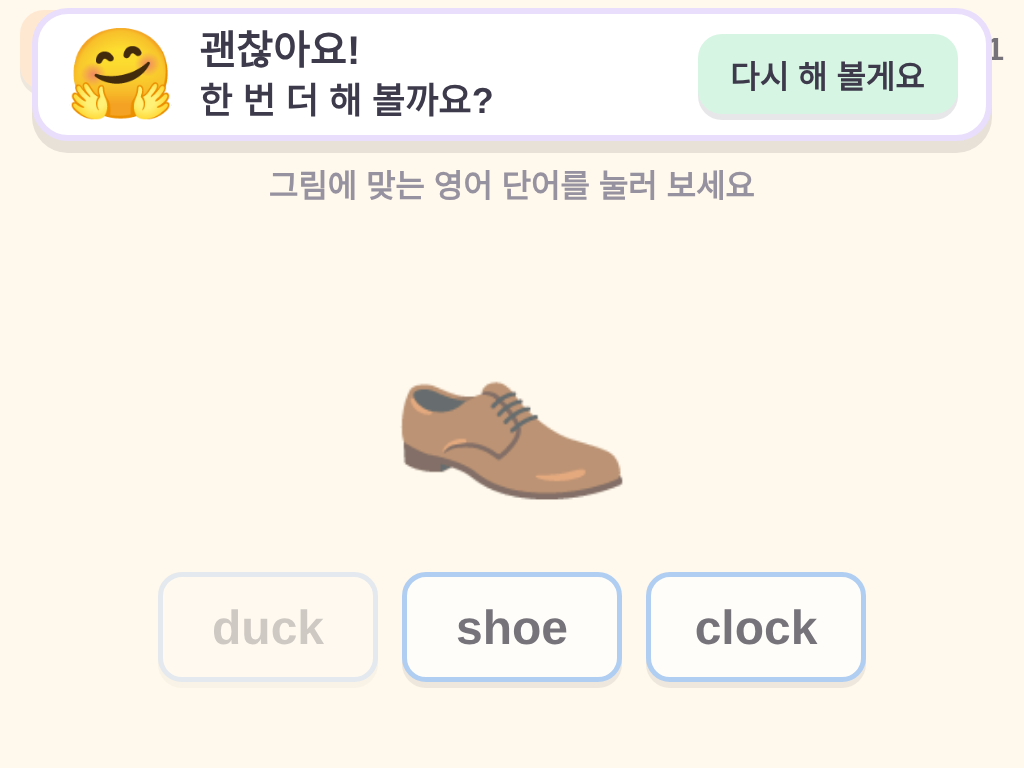 괜찮아요!
한 번 더 해 볼까요?
다시 해 볼게요
그림에 맞는 영어 단어를 눌러 보세요
duck
shoe
clock